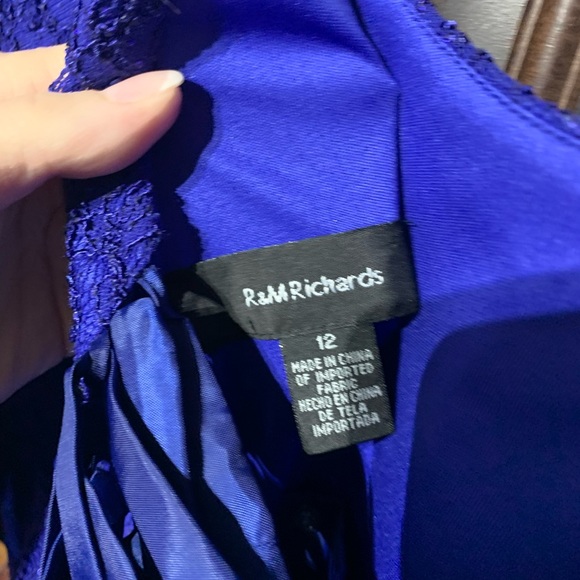 R&M Richards
12
MADE IN CHINA
OF IMPORTED
FABRIC
HECHO EN CHINA
DE TELA
IMPORTADA